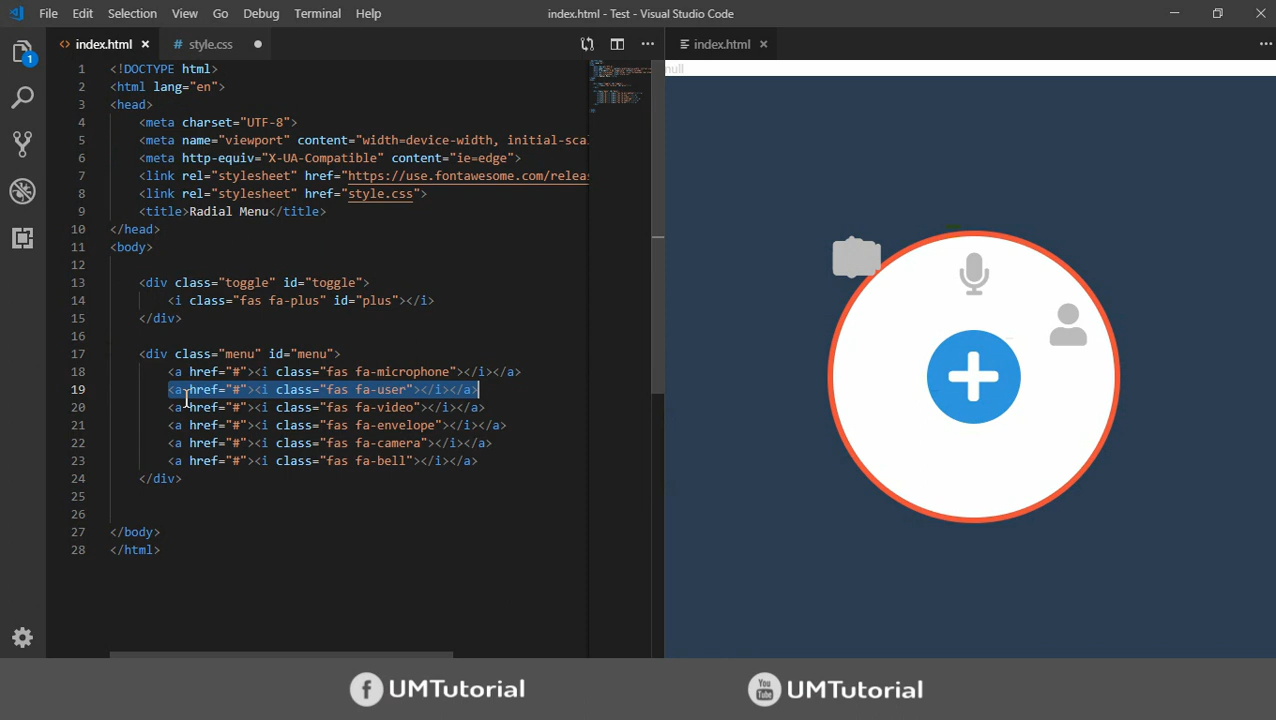 File Edit Selection View Go Debug Terminal Help
index.html - Test - Visual Studio Code
index.html
style.css
index.html
1
null
1 <!DOCTYPE html>
2 <html lang="en">
3 <head>
4 <meta charset="UTF-8">
5 <meta name="viewport" content="width=device-width, initial-sca
6 <meta http-equiv="X-UA-Compatible" content="ie=edge">
7 <link rel="stylesheet" href="https://use.fontawesome.com/relea
8 <link rel="stylesheet" href="style.css">
9 <title>Radial Menu</title>
10 </head>
11 <body>
12
13 <div class="toggle" id="toggle">
14 <i class="fas fa-plus" id="plus"></i>
15 </div>
16
17 <div class="menu" id="menu">
18 <a href="#"><i class="fas fa-microphone"></i></a>
19 <a href="#"><i class="fas fa-user"></i></a>
20 <a href="#"><i class="fas fa-video"></i></a>
21 <a href="#"><i class="fas fa-envelope"></i></a>
22 <a href="#"><i class="fas fa-camera"></i></a>
23 <a href="#"><i class="fas fa-bell"></i></a>
24 </div>
25
26
27 </body>
28 </html>
f UMTutorial
You Tube UMTutorial